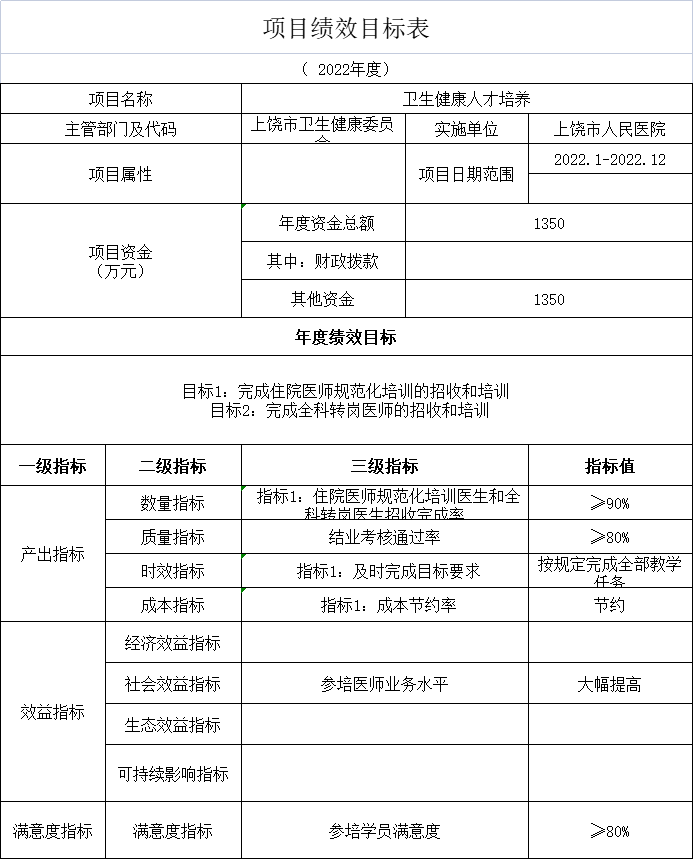 项目绩效目标表
( 2022年度)
项目名称 卫生健康人才培养
主管部门及代码 上饶市卫生健康委员会 实施单位 上饶市人民医院
项目属性 项目日期范围 2022.1-2022.12
项目资金
（万元）
年度资金总额 1350
其中：财政拨款
其他资金 1350
年度绩效目标
目标1：完成住院医师规范化培训的招收和培训
目标2：完成全科转岗医师的招收和培训
一级指标 二级指标 三级指标 指标值
产出指标
数量指标 指标1：住院医师规范化培训医生和全
科转岗医生招收完成率 ≥90%
质量指标 结业考核通过率 ≥80%
时效指标 指标1：及时完成目标要求 按规定完成全部教学
任务
成本指标 指标1：成本节约率 节约
效益指标
经济效益指标
社会效益指标 参培医师业务水平 大幅提高
生态效益指标
可持续影响指标
满意度指标 满意度指标 参培学员满意度 ≥80%